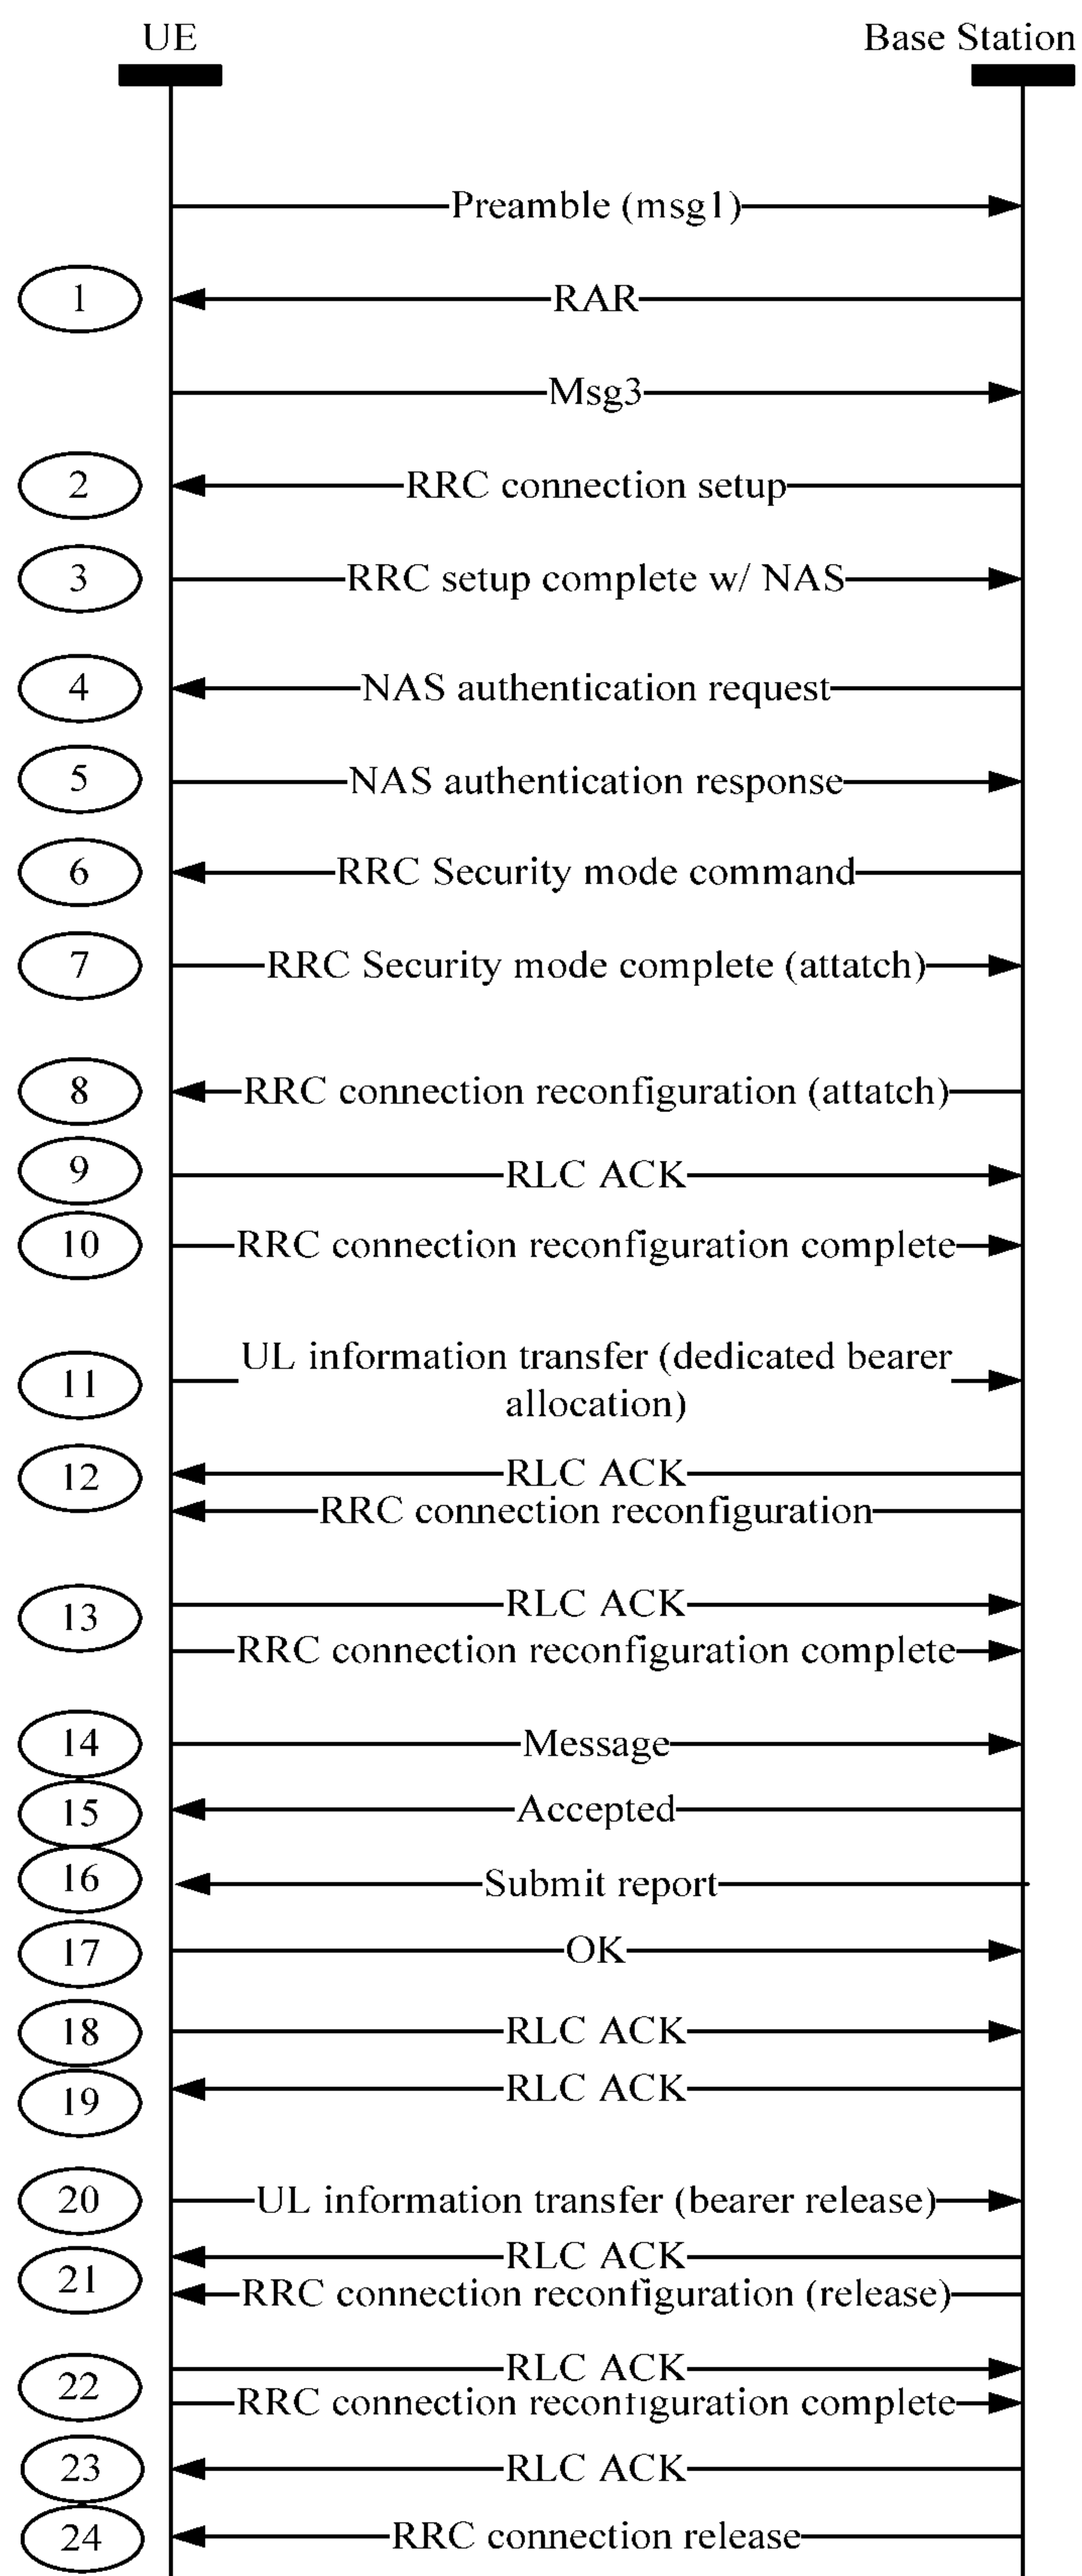 UE
Base Station
Preamble (msg1)
1
RAR
Msg3
2
RRC connection setup
3
RRC setup complete w/ NAS
4
NAS authentication request
5
NAS authentication response
6
RRC Security mode command
7
RRC Security mode complete (attatch)
8
RRC connection reconfiguration (attatch)
9
RLC ACK
10
RRC connection reconfiguration complete
11
UL information transfer (dedicated bearer
allocation)
12
RLC ACK
RRC connection reconfiguration
13
RLC ACK
RRC connection reconfiguration complete
14
Message
15
Accepted
16
Submit report
17
OK
18
RLC ACK
19
RLC ACK
20
UL information transfer (bearer release)
21
RLC ACK
RRC connection reconfiguration (release)
22
RLC ACK
RRC connection reconfiguration complete
23
RLC ACK
24
RRC connection release